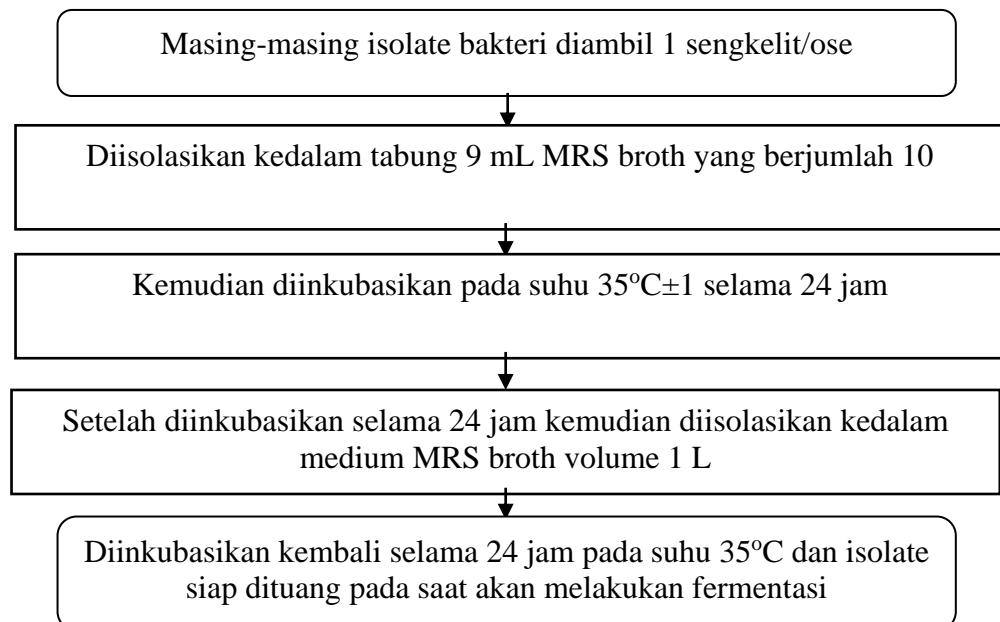 Masing-masing isolate bakteri diambil 1 sengkelit/ose
Diisolasikan kedalam tabung 9 mL MRS broth yang berjumlah 10
Kemudian diinkubasikan pada suhu 35°C±1 selama 24 jam
Setelah diinkubasikan selama 24 jam kemudian diisolasikan kedalam
medium MRS broth volume 1 L
Diinkubasikan kembali selama 24 jam pada suhu 35°C dan isolate
siap dituang pada saat akan melakukan fermentasi